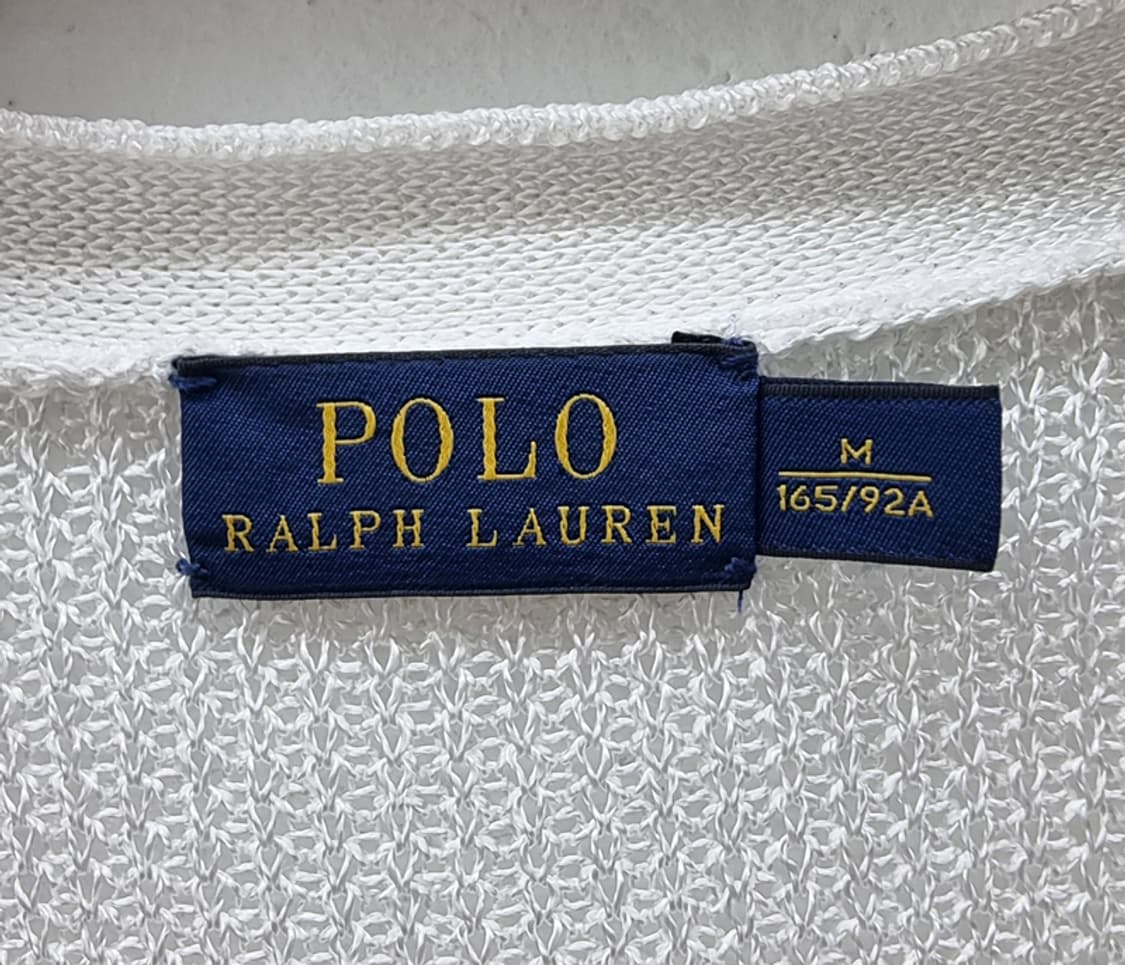 POLO
RALPH LAUREN
M
165/92A